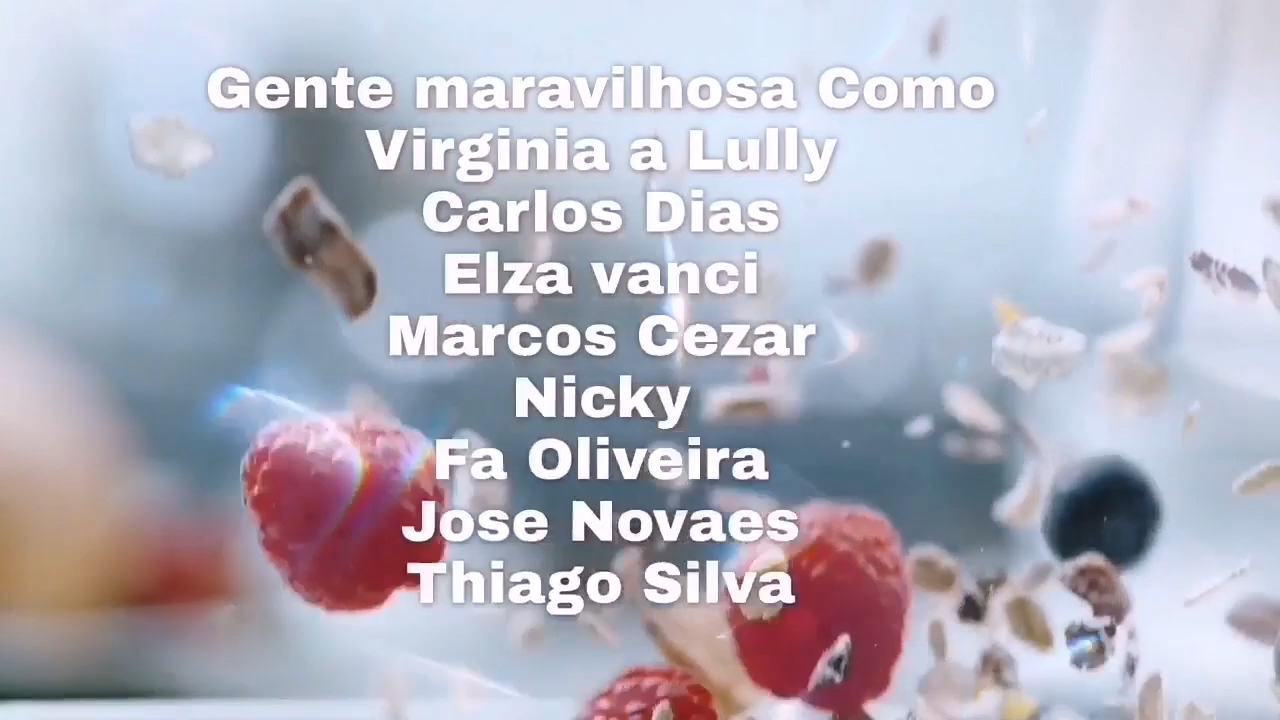 Gente maravilhosa Como
Virginia a Lully
Carlos Dias
Elza vanci
Marcos Cezar
Nicky
Fa Oliveira
Jose Novaes
Thiago Silva